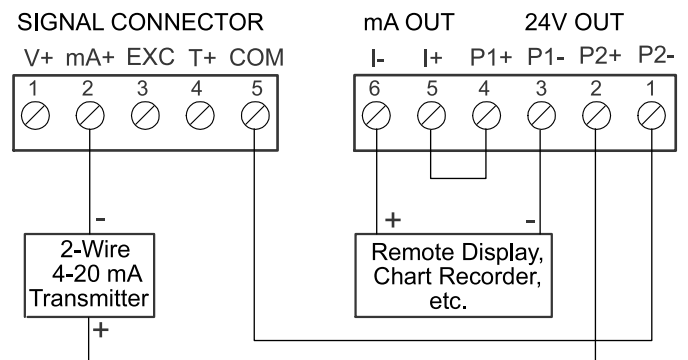 SIGNAL CONNECTOR
V+ mA+ EXC T+ COM
1 2 3 4 5
mA OUT 24V OUT
I- I+ P1+ P1- P2+ P2-
6 5 4 3 2 1
-
2-Wire
4-20 mA
Transmitter
+
+ -
Remote Display,
Chart Recorder,
etc.